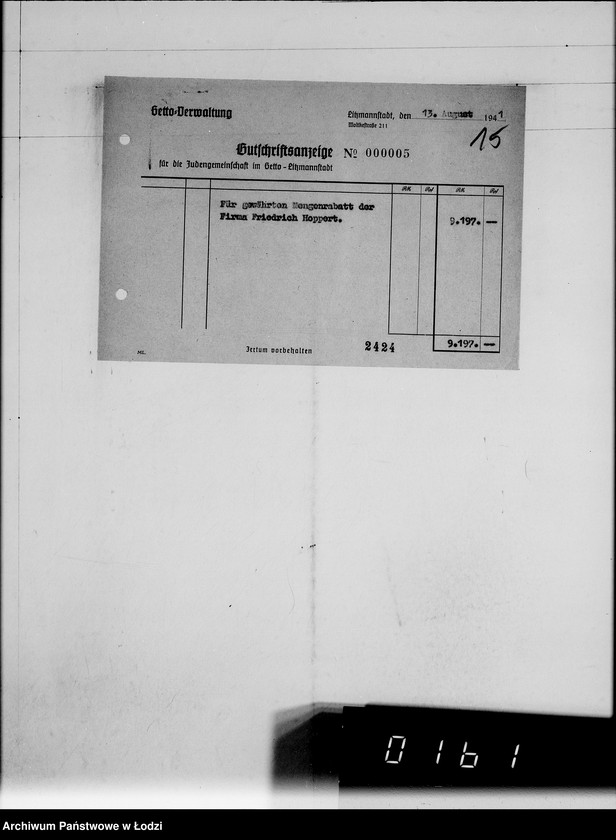 Getto-Verwaltung
Litzmannstadt, den 13. August 1941
Moltkestraße 211
15
Gutschriftsanzeige № 000005
für die Judengemeinschaft im Getto-Litzmannstadt
RM RM
Für gewährten Mengenrabatt der
Firma Friedrich Hoppert. 9.197. —
9.197. —
Irrtum vorbehalten
2424
0161
Archiwum Państwowe w Łodzi